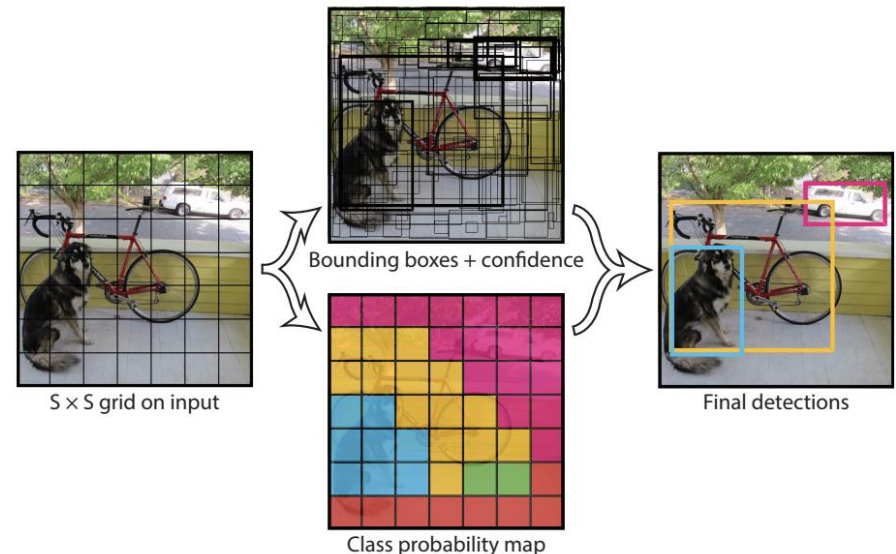 Bounding boxes + confidence
S × S grid on input
Final detections
Class probability map